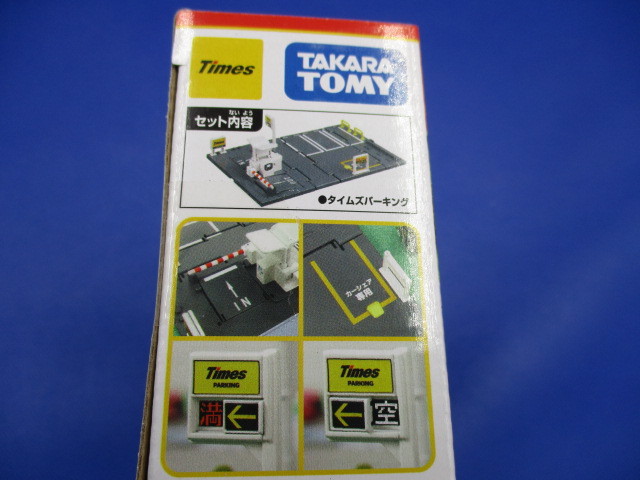 Times
TAKARA
TOMY
ない よう
セット内容
●タイムズパーキング
IN
カーシェア
専用
Times
PARKING
満
Times
PARKING
空